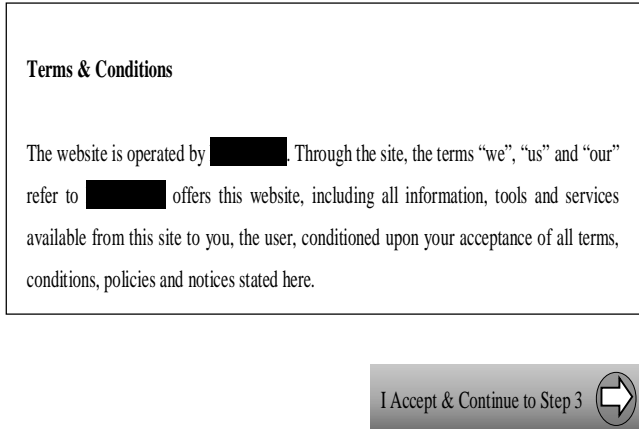 Terms & Conditions
The website is operated by . Through the site, the terms “we”, “us” and “our”
refer to offers this website, including all information, tools and services
available from this site to you, the user, conditioned upon your acceptance of all terms,
conditions, policies and notices stated here.
I Accept & Continue to Step 3